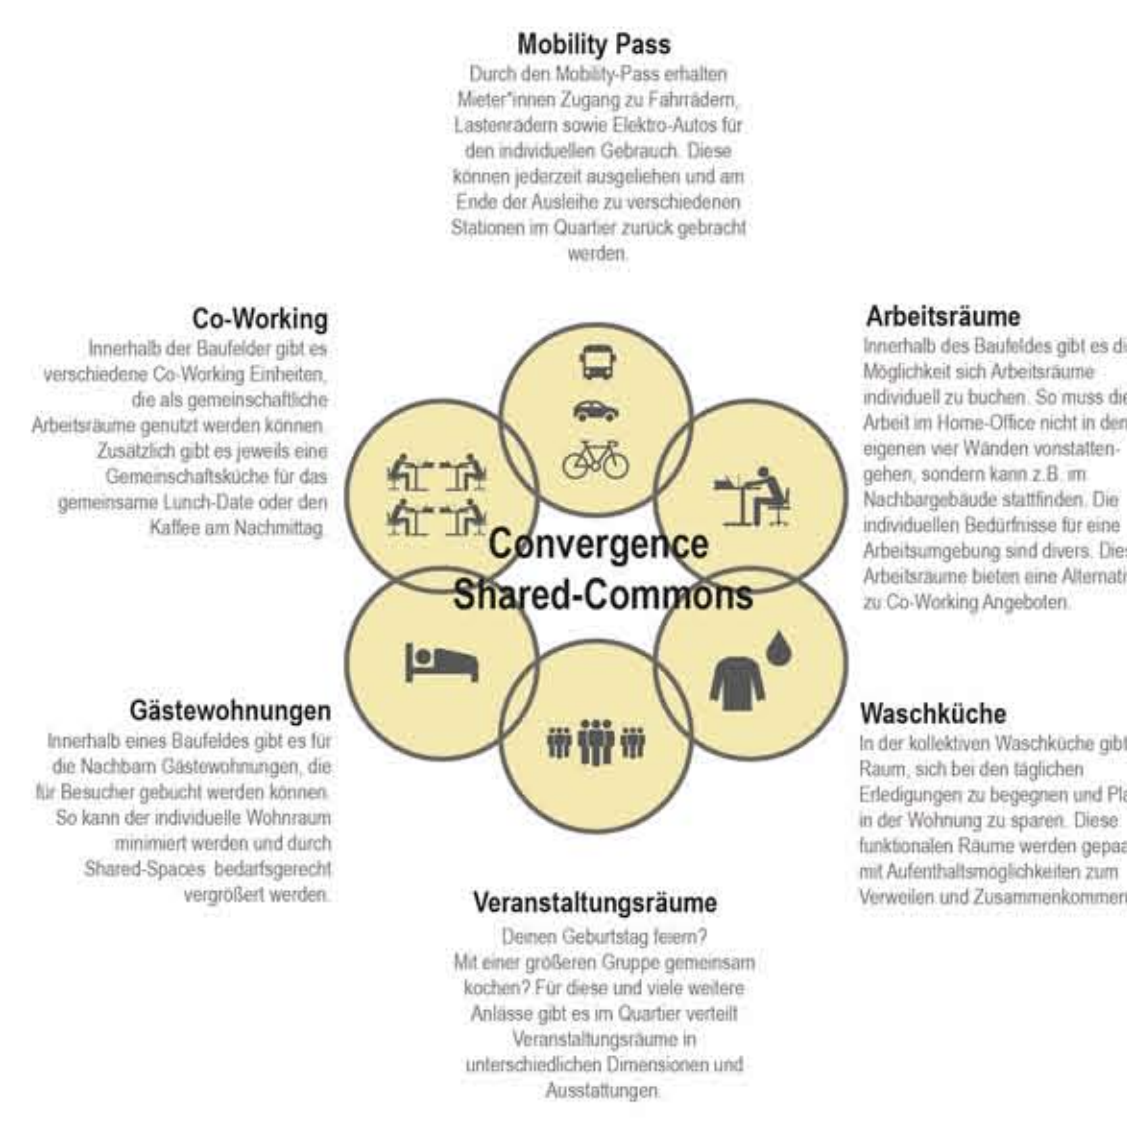 Mobility Pass
Durch den Mobility-Pass erhalten
Mieter*innen Zugang zu Fahrrädern,
Lastenrädern sowie Elektro-Autos für
den individuellen Gebrauch. Diese
können jederzeit ausgeliehen und am
Ende der Ausleihe zu verschiedenen
Stationen im Quartier zurück gebracht
werden.
Co-Working
Innerhalb der Baufelder gibt es
verschiedene Co-Working Einheiten,
die als gemeinschaftliche
Arbeitsräume genutzt werden können.
Zusätzlich gibt es jeweils eine
Gemeinschaftsküche für das
gemeinsame Lunch-Date oder den
Kaffee am Nachmittag.
Arbeitsräume
Innerhalb des Baufeldes gibt es di
Möglichkeit sich Arbeitsräume
individuell zu buchen. So muss die
Arbeit im Home-Office nicht in den
eigenen vier Wänden vonstatten-
gehen, sondern kann z.B. im
Nachbargebäude stattfinden. Die
individuellen Bedürfnisse für eine
Arbeitsumgebung sind divers. Dies
Arbeitsräume bieten eine Alternati
zu Co-Working Angeboten.
Convergence
Shared-Commons
Gästewohnungen
Innerhalb eines Baufeldes gibt es für
die Nachbarn Gästewohnungen, die
für Besucher gebucht werden können.
So kann der individuelle Wohnraum
minimiert werden und durch
Shared-Spaces bedarfsgerecht
vergrößert werden.
Waschküche
In der kollektiven Waschküche gibt
Raum, sich bei den täglichen
Erledigungen zu begegnen und Pla
in der Wohnung zu sparen. Diese
funktionalen Räume werden gepaa
mit Aufenthaltsmöglichkeiten zum
Verweilen und Zusammenkommen
Veranstaltungsräume
Deinen Geburtstag feiern?
Mit einer größeren Gruppe gemeinsam
kochen? Für diese und viele weitere
Anlässe gibt es im Quartier verteilt
Veranstaltungsräume in
unterschiedlichen Dimensionen und
Ausstattungen.